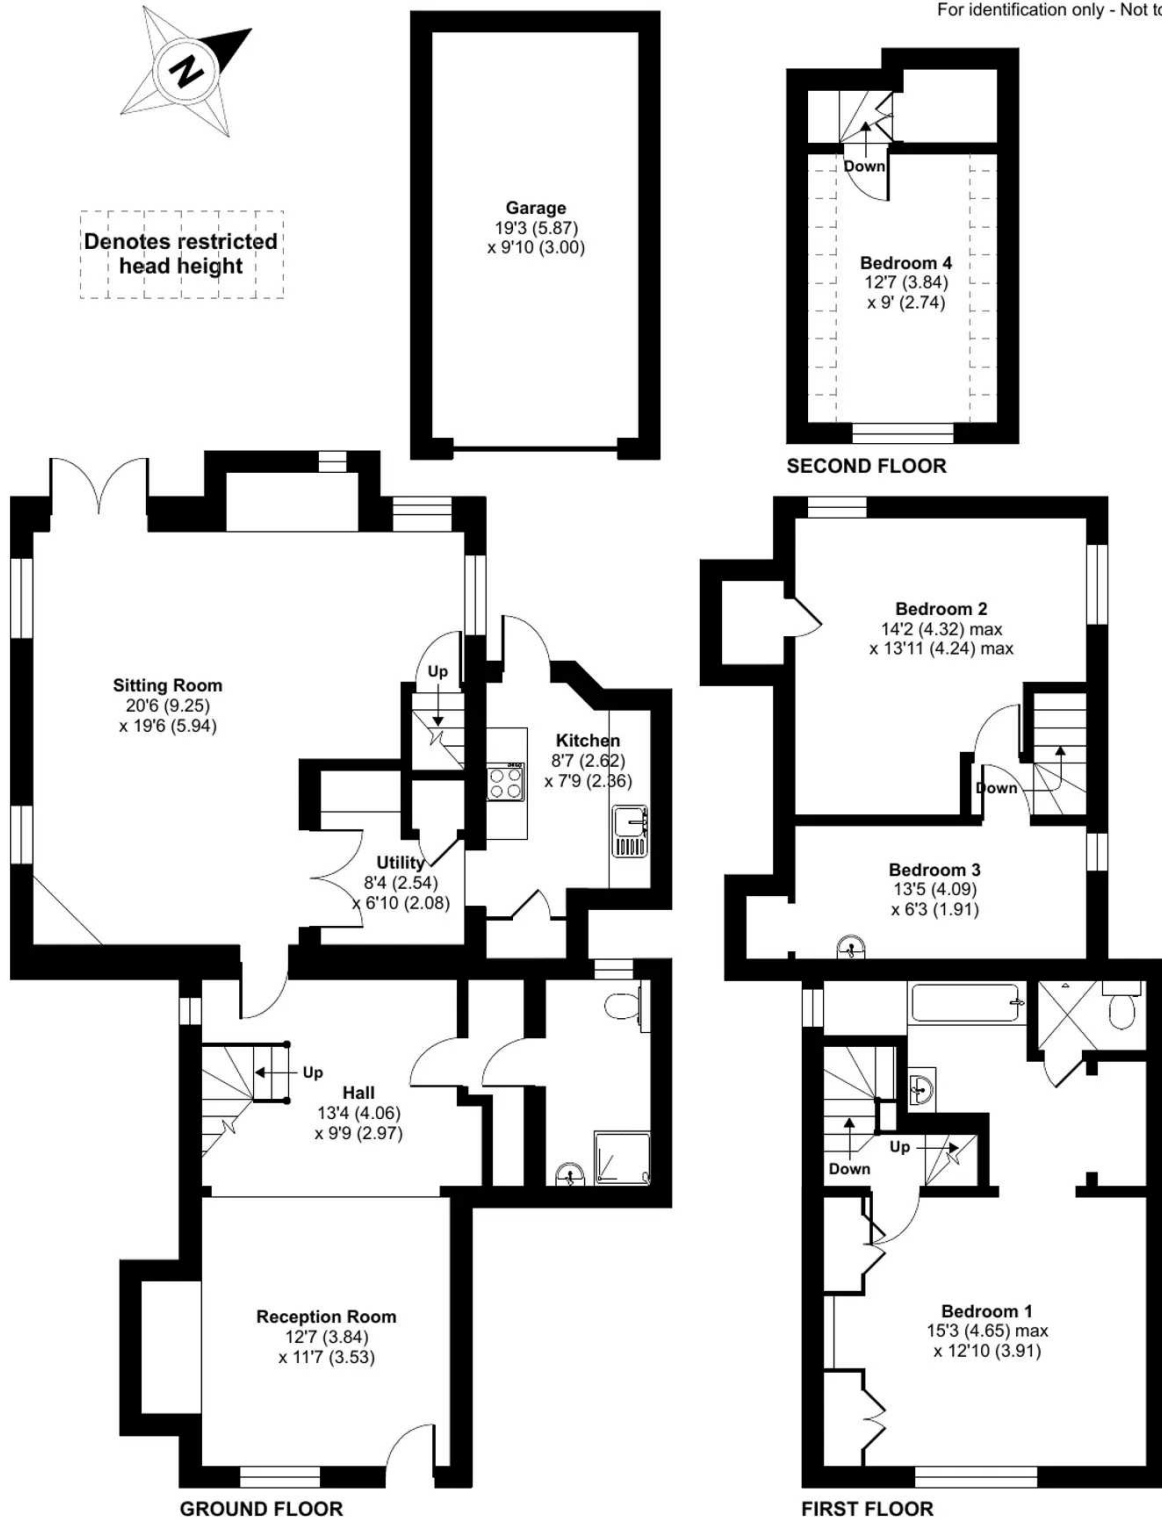 For identification only - Not to
N
Denotes restricted
head height
Garage
19'3 (5.87)
x 9'10 (3.00)
Down
Bedroom 4
12'7 (3.84)
x 9' (2.74)
SECOND FLOOR
Sitting Room
20'6 (9.25)
x 19'6 (5.94)
Up
Kitchen
8'7 (2.62)
x 7'9 (2.36)
Utility
8'4 (2.54)
x 6'10 (2.08)
Up
Hall
13'4 (4.06)
x 9'9 (2.97)
Reception Room
12'7 (3.84)
x 11'7 (3.53)
GROUND FLOOR
Bedroom 2
14'2 (4.32) max
x 13'11 (4.24) max
Down
Bedroom 3
13'5 (4.09)
x 6'3 (1.91)
Down
Up
Bedroom 1
15'3 (4.65) max
x 12'10 (3.91)
FIRST FLOOR